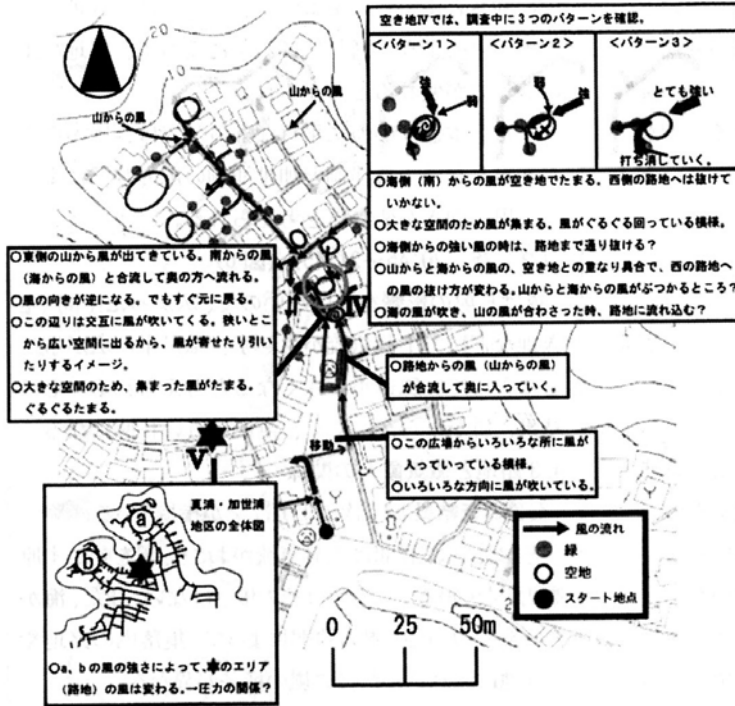 空き地Ⅳでは、調査中に3つのパターンを確認。
<パターン1>
<パターン2>
<パターン3>
強
弱
弱
強
とても強い
打ち消していく。
○海側(南)からの風が空き地でたまる。西側の路地へは抜けて
いかない。
○大きな空間のため風が集まる。風がぐるぐる回っている模様。
○海側からの強い風の時は、路地まで通り抜ける?
○山からと海からの風の、空き地との重なり具合で、西の路地へ
の風の抜け方が変わる。山からと海からの風がぶつかるところ?
○海の風が吹き、山の風が合わさった時、路地に流れ込む?
20
10
山からの風
山からの風
○東側の山から風が出てきている。南からの風
(海からの風)と合流して奥の方へ流れる。
○風の向きが逆になる。でもすぐ元に戻る。
○この辺りは交互に風が吹いてくる。狭いとこ
から広い空間に出るから、風が寄せたり引い
たりするイメージ。
○大きな空間のため、集まった風がたまる。
ぐるぐるたまる。
Ⅳ
○路地からの風(山からの風)
が合流して奥に入っていく。
Ⅴ
移動
○この広場からいろいろな所に風が
入っていっている模様。
○いろいろな方向に風が吹いている。
真浦・加世浦
地区の全体図
a
b
○a、bの風の強さによって、✸のエリア
(路地)の風は変わる。→圧力の関係?
風の流れ
緑
空地
スタート地点
0 25 50m
2